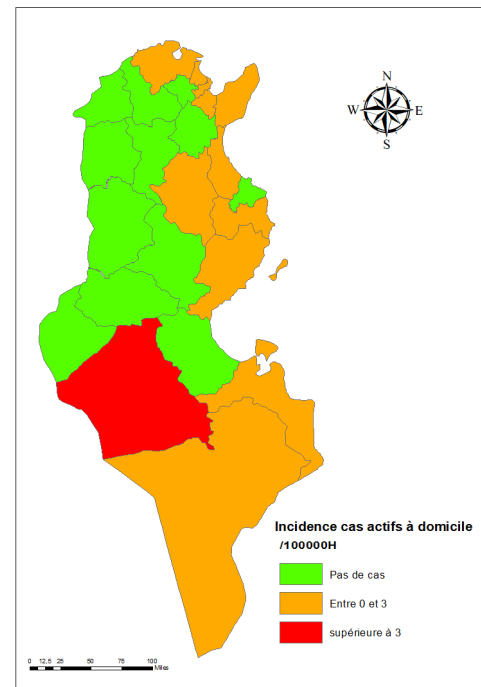 N
W E
S
Incidence cas actifs à domicile
/100000H
Pas de cas
Entre 0 et 3
supérieure à 3
0 12,5 25 50 75 100
Miles